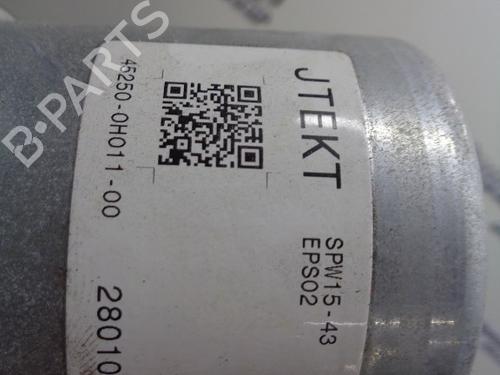 JTEKT
SPW15-43
EPS02
45250-0H011-00
28010
B-PARTS